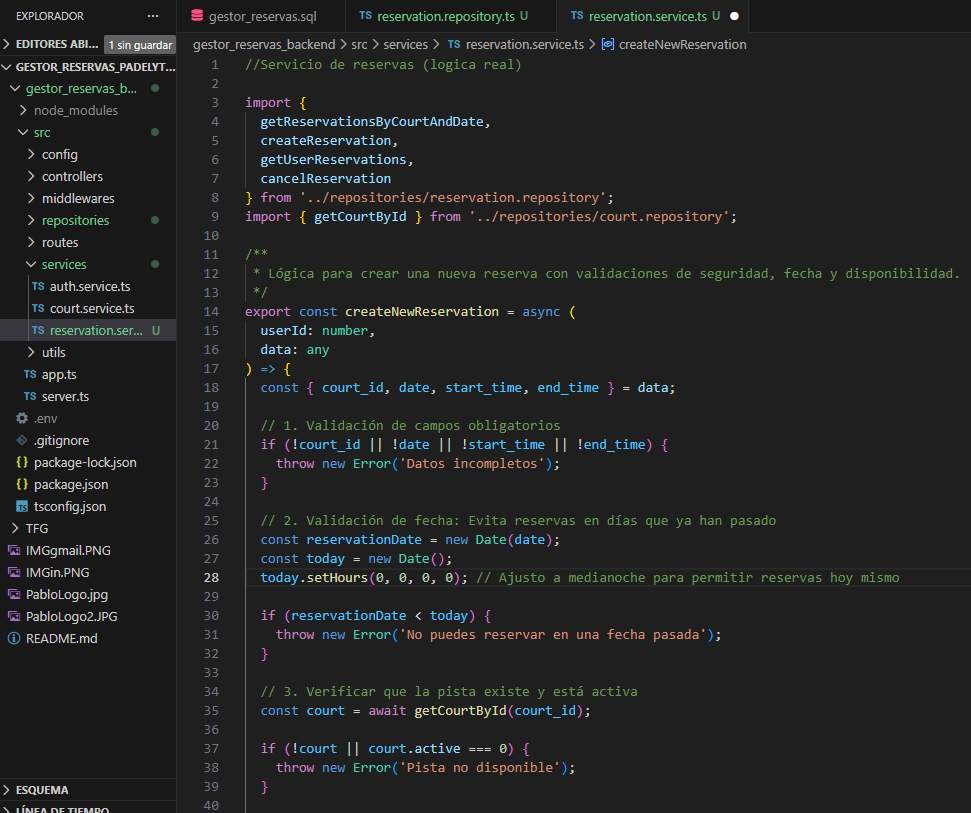 EXPLORADOR
...
EDITORES ABI... 1 sin guardar
GESTOR_RESERVAS_PADELYT...
gestor_reservas_b...
node_modules
src
config
controllers
middlewares
repositories
routes
services
TS auth.service.ts
TS court.service.ts
TS reservation.ser... U
utils
TS app.ts
TS server.ts
.env
.gitignore
{} package-lock.json
{} package.json
TS tsconfig.json
TFG
IMGgmail.PNG
IMGin.PNG
PabloLogo.jpg
PabloLogo2.JPG
README.md
ESQUEMA
LÍNEA DE TIEMPO
gestor_reservas.sql
TS reservation.repository.ts U
TS reservation.service.ts U
gestor_reservas_backend > src > services > TS reservation.service.ts > createNewReservation
1 //Servicio de reservas (logica real)
2
3 import {
4 getReservationsByCourtAndDate,
5 createReservation,
6 getUserReservations,
7 cancelReservation
8 } from '../repositories/reservation.repository';
9 import { getCourtById } from '../repositories/court.repository';
10
11 /**
12 * Lógica para crear una nueva reserva con validaciones de seguridad, fecha y disponibilidad.
13 */
14 export const createNewReservation = async (
15 userId: number,
16 data: any
17 ) => {
18 const { court_id, date, start_time, end_time } = data;
19
20 // 1. Validación de campos obligatorios
21 if (!court_id || !date || !start_time || !end_time) {
22 throw new Error('Datos incompletos');
23 }
24
25 // 2. Validación de fecha: Evita reservas en días que ya han pasado
26 const reservationDate = new Date(date);
27 const today = new Date();
28 today.setHours(0, 0, 0, 0); // Ajusto a medianoche para permitir reservas hoy mismo
29
30 if (reservationDate < today) {
31 throw new Error('No puedes reservar en una fecha pasada');
32 }
33
34 // 3. Verificar que la pista existe y está activa
35 const court = await getCourtById(court_id);
36
37 if (!court || court.active === 0) {
38 throw new Error('Pista no disponible');
39 }
40